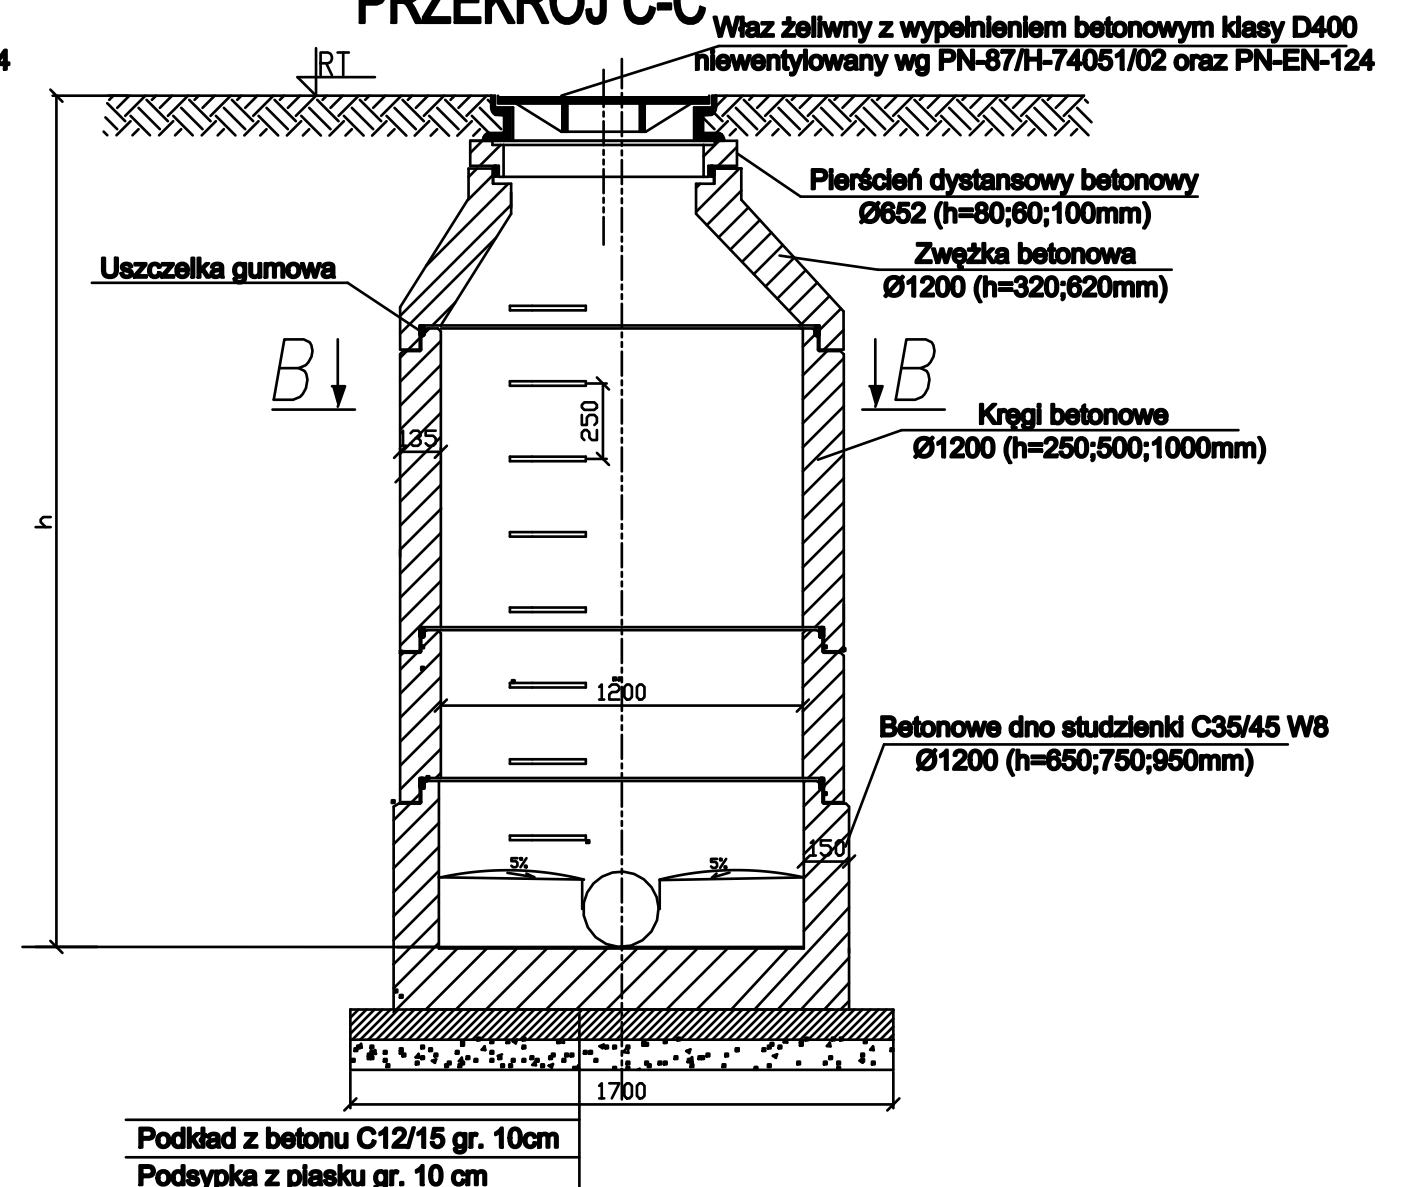 PRZEKRÓJ C-C
4
Właz żeliwny z wypełnieniem betonowym klasy D400
niewentylowany wg PN-87/H-74051/02 oraz PN-EN-124
RT
Pierścień dystansowy betonowy
Ø652 (h=80;60;100mm)
Zwężka betonowa
Ø1200 (h=320;620mm)
Uszczelka gumowa
B
B
Kręgi betonowe
Ø1200 (h=250;500;1000mm)
135
250
h
1200
Betonowe dno studzienki C35/45 W8
Ø1200 (h=650;750;950mm)
150
5%
5%
1700
Podkład z betonu C12/15 gr. 10cm
Podsypka z piasku gr. 10 cm